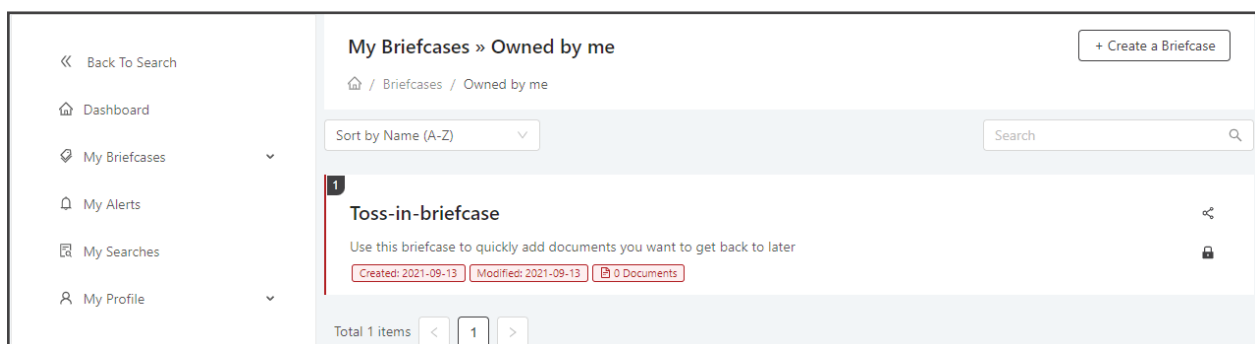 Back To Search
Dashboard
My Briefcases
My Alerts
My Searches
My Profile
My Briefcases » Owned by me
+ Create a Briefcase
/ Briefcases / Owned by me
Sort by Name (A-Z)
Search
1
Toss-in-briefcase
Use this briefcase to quickly add documents you want to get back to later
Created: 2021-09-13 Modified: 2021-09-13 0 Documents
Total 1 items < 1 >